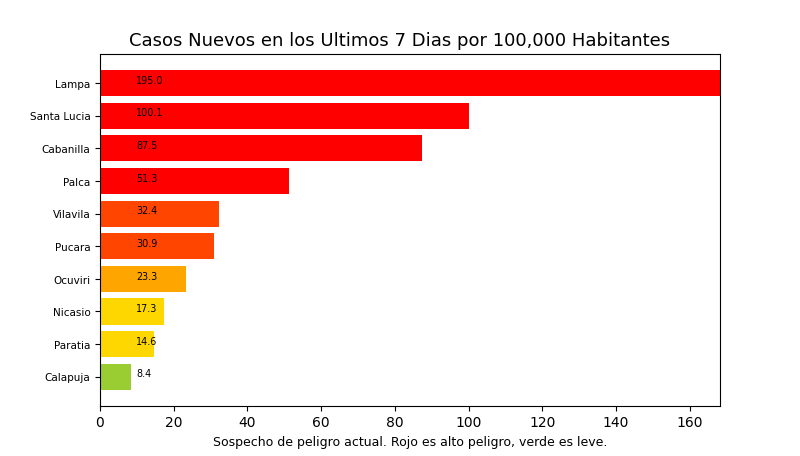 Casos Nuevos en los Ultimos 7 Dias por 100,000 Habitantes
Lampa 195.0
Santa Lucia 100.1
Cabanilla 87.5
Palca 51.3
Vilavila 32.4
Pucara 30.9
Ocuviri 23.3
Nicasio 17.3
Paratia 14.6
Calapuja 8.4
0 20 40 60 80 100 120 140 160
Sospecho de peligro actual. Rojo es alto peligro, verde es leve.